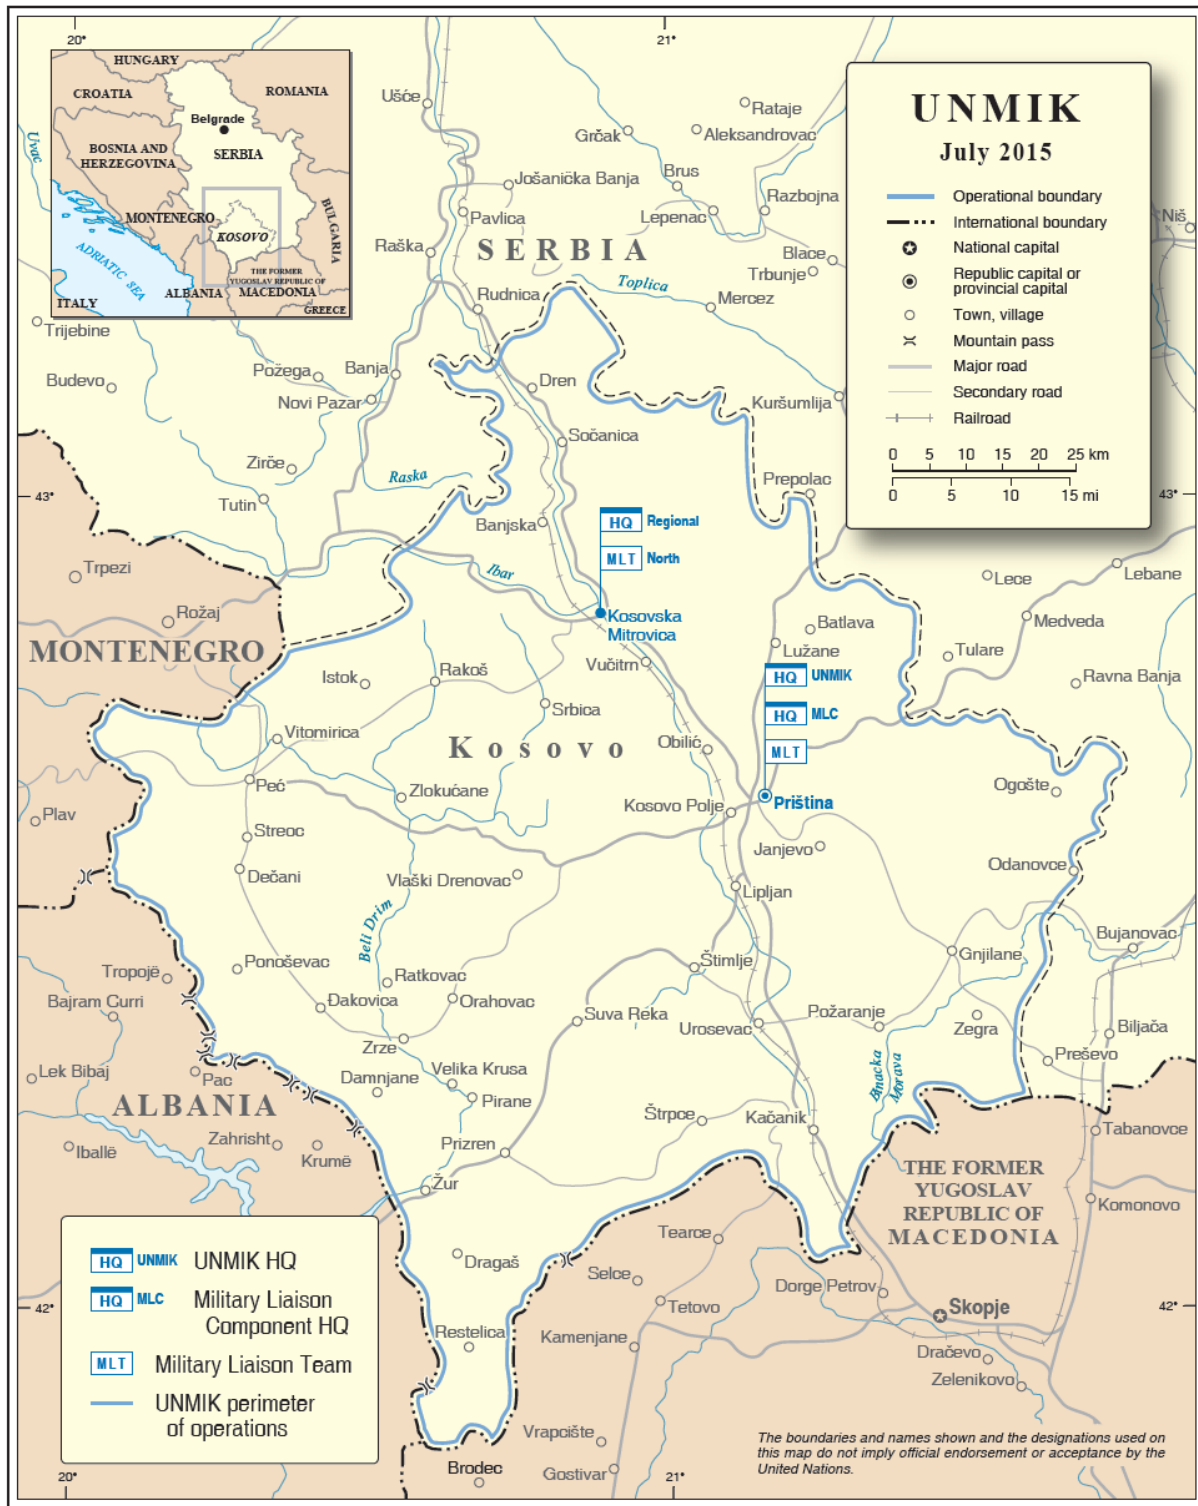 20°
21°
HUNGARY
CROATIA
ROMANIA
Belgrade
BOSNIA AND
HERZEGOVINA
SERBIA
MONTENEGRO
BULGARIA
KOSOVO
ADRIATIC SEA
THE FORMER
YUGOSLAV REPUBLIC OF
MACEDONIA
ALBANIA
ITALY
GREECE
UNMIK
July 2015
Operational boundary
International boundary
National capital
Republic capital or
provincial capital
Town, village
Mountain pass
Major road
Secondary road
Railroad
0 5 10 15 20 25 km
0 5 10 15 mi
Uvac
Ušće
Rataje
Grčak
Aleksandrovac
Brus
Jošanička Banja
Razbojna
Pavlica
Lepenac
Niš
Raška
SERBIA
Blace
Trbunje
Toplica
Rudnica
Mercez
Trijebine
Požega
Banja
Budevo
Dren
Novi Pazar
Kuršumlija
Sočanica
Zirče
Raska
Prepolac
43°
43°
Tutin
Banjska
HQ Regional
MLT North
Trpezi
Ibar
Lece
Lebane
Rožaj
Kosovska
Mitrovica
Batlava
Medveda
MONTENEGRO
Lužane
Vučitrn
Tulare
Istok
Rakoš
HQ UNMIK
Ravna Banja
Srbica
HQ MLC
Vitomirica
Kosovo
Obilić
MLT
Peć
Zlokućane
Ogošte
Kosovo Polje
Priština
Plav
Streoc
Janjevo
Dečani
Vlaški Drenovac
Odanovce
Lipljan
Beli Drim
Bujanovac
Gnjilane
Tropojë
Ponoševac
Štimlje
Ratkovac
Bajram Curri
Đakovica
Orahovac
Suva Reka
Požaranje
Urosevac
Zegra
Biljača
Zrze
Preševo
Lek Bibaj
Pac
Damnjane
Velika Krusa
Binacka
Morava
ALBANIA
Pirane
Štrpce
Kačanik
Tabanovce
Iballë
Zahrisht
Krumë
Prizren
THE FORMER
YUGOSLAV
REPUBLIC OF
MACEDONIA
Žur
Komonovo
Tearce
HQ UNMIK UNMIK HQ
Dragaš
Selce
Dorge Petrov
HQ MLC Military Liaison
Component HQ
Tetovo
Skopje
42°
42°
Restelica
Kamenjane
MLT Military Liaison Team
Dračevo
Zelenikovo
UNMIK perimeter
of operations
Vrapcište
Brodec
Gostivar
The boundaries and names shown and the designations used on
this map do not imply official endorsement or acceptance by the
United Nations.
20°
21°